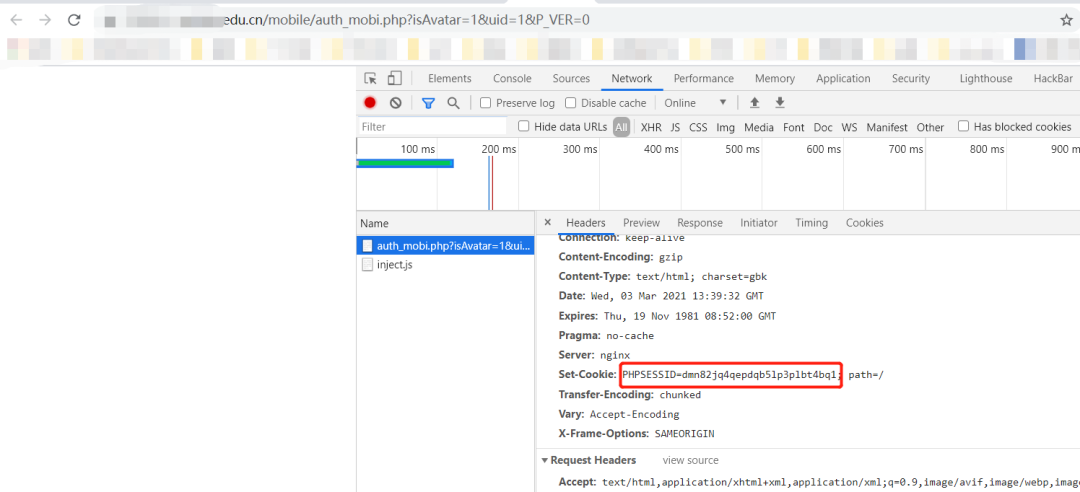 edu.cn/mobile/auth_mobi.php?isAvatar=1&uid=1&P_VER=0
Elements Console Sources Network Performance Memory Application Security Lighthouse HackBar
Preserve log Disable cache Online
Filter Hide data URLs All XHR JS CSS Img Media Font Doc WS Manifest Other Has blocked cookies
100 ms 200 ms 300 ms 400 ms 500 ms 600 ms 700 ms 800 ms 900 m
Name × Headers Preview Response Initiator Timing Cookies
auth_mobi.php?isAvatar=1&ui...
inject.js
Connection: keep-alive
Content-Encoding: gzip
Content-Type: text/html; charset=gbk
Date: Wed, 03 Mar 2021 13:39:32 GMT
Expires: Thu, 19 Nov 1981 08:52:00 GMT
Pragma: no-cache
Server: nginx
Set-Cookie: PHPSESSID=dmn82jq4qepdqb5lp3plbt4bq1; path=/
Transfer-Encoding: chunked
Vary: Accept-Encoding
X-Frame-Options: SAMEORIGIN
Request Headers view source
Accept: text/html,application/xhtml+xml,application/xml;q=0.9,image/avif,image/webp,imag